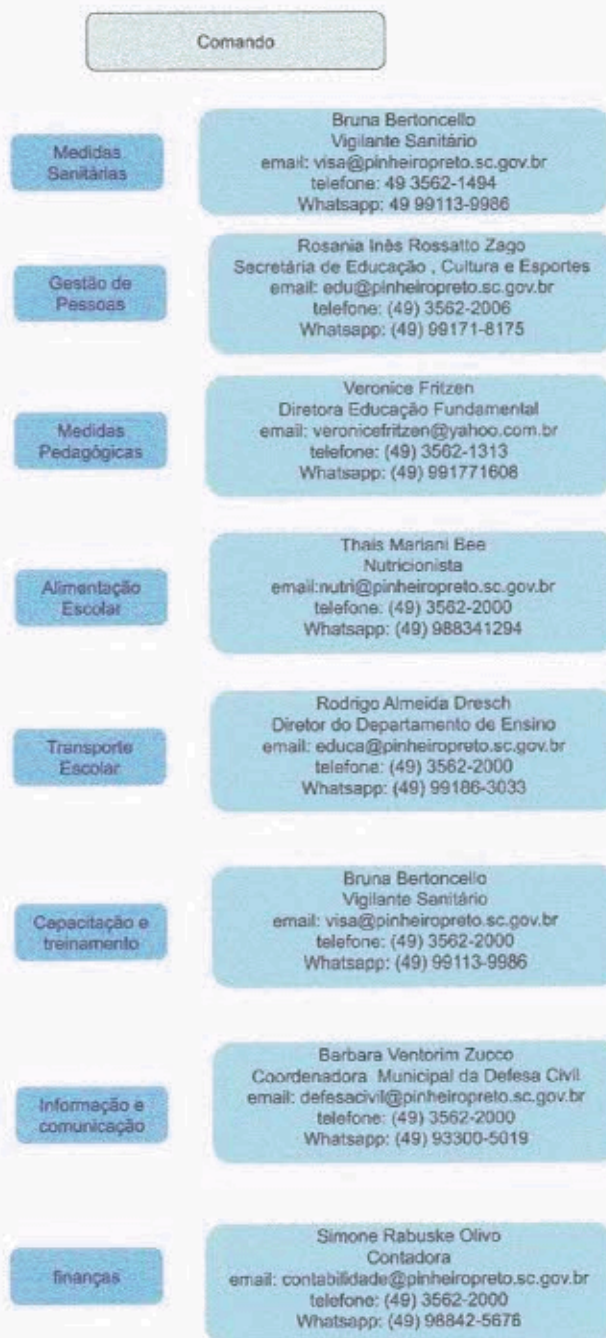 Comando
Medidas
Sanitárias
Bruna Bertoncello
Vigilante Sanitário
email: visa@pinheiropreto.sc.gov.br
telefone: 49 3562-1494
Whatsapp: 49 99113-9986
Gestão de
Pessoas
Rosania Inês Rossatto Zago
Secretária de Educação , Cultura e Esportes
email: edu@pinheiropreto.sc.gov.br
telefone: (49) 3562-2006
Whatsapp: (49) 99171-8175
Medidas
Pedagógicas
Veronice Fritzen
Diretora Educação Fundamental
email: veronicefritzen@yahoo.com.br
telefone: (49) 3562-1313
Whatsapp: (49) 991771608
Alimentação
Escolar
Thais Mariani Bee
Nutricionista
email:nutri@pinheiropreto.sc.gov.br
telefone: (49) 3562-2000
Whatsapp: (49) 988341294
Transporte
Escolar
Rodrigo Almeida Dresch
Diretor do Departamento de Ensino
email: educa@pinheiropreto.sc.gov.br
telefone: (49) 3562-2000
Whatsapp: (49) 99186-3033
Capacitação e
treinamento
Bruna Bertoncello
Vigilante Sanitário
email: visa@pinheiropreto.sc.gov.br
telefone: (49) 3562-2000
Whatsapp: (49) 99113-9986
Informação e
comunicação
Barbara Ventorim Zucco
Coordenadora Municipal da Defesa Civil
email: defesacivil@pinheiropreto.sc.gov.br
telefone: (49) 3562-2000
Whatsapp: (49) 93300-5019
finanças
Simone Rabuske Olivo
Contadora
email: contabilidade@pinheiropreto.sc.gov.br
telefone: (49) 3562-2000
Whatsapp: (49) 98842-5676